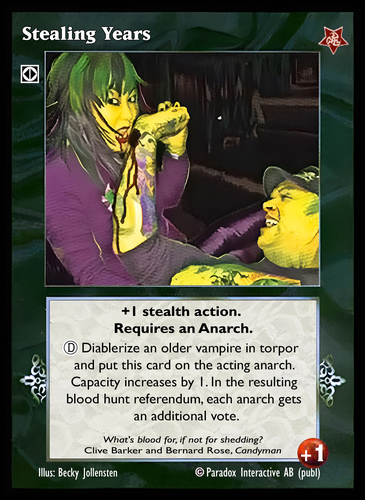 Stealing Years
+1 stealth action.
Requires an Anarch.
Ⓓ Diablerize an older vampire in torpor
and put this card on the acting anarch.
Capacity increases by 1. In the resulting
blood hunt referendum, each anarch gets
an additional vote.
What's blood for, if not for shedding?
Clive Barker and Bernard Rose, Candyman
+1
Illus: Becky Jollensten
© Paradox Interactive AB (publ)